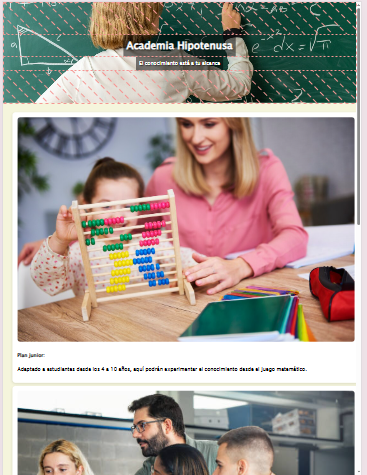 Academia Hipotenusa
El conocimiento está a tu alcance
Plan Junior:
Adaptado a estudiantes desde los 4 a 10 años, aquí podrán experimentar el conocimiento desde el juego matemático.